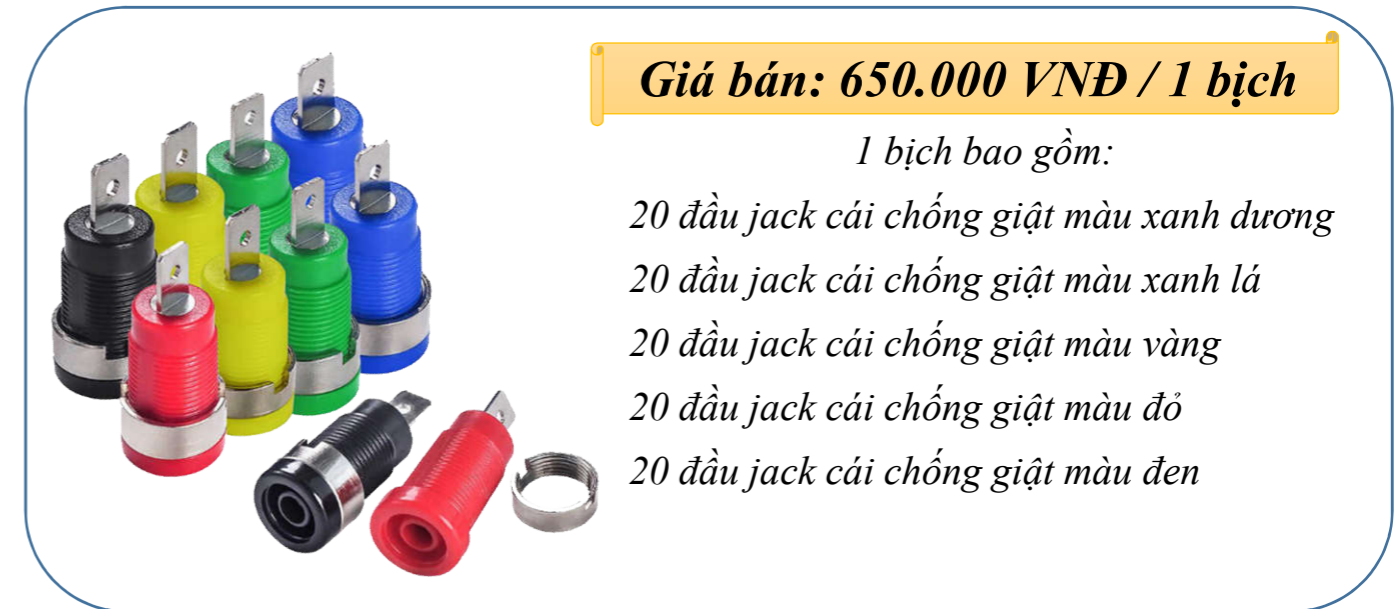 Giá bán: 650.000 VNĐ / 1 bịch
1 bịch bao gồm:
20 đầu jack cái chống giật màu xanh dương
20 đầu jack cái chống giật màu xanh lá
20 đầu jack cái chống giật màu vàng
20 đầu jack cái chống giật màu đỏ
20 đầu jack cái chống giật màu đen